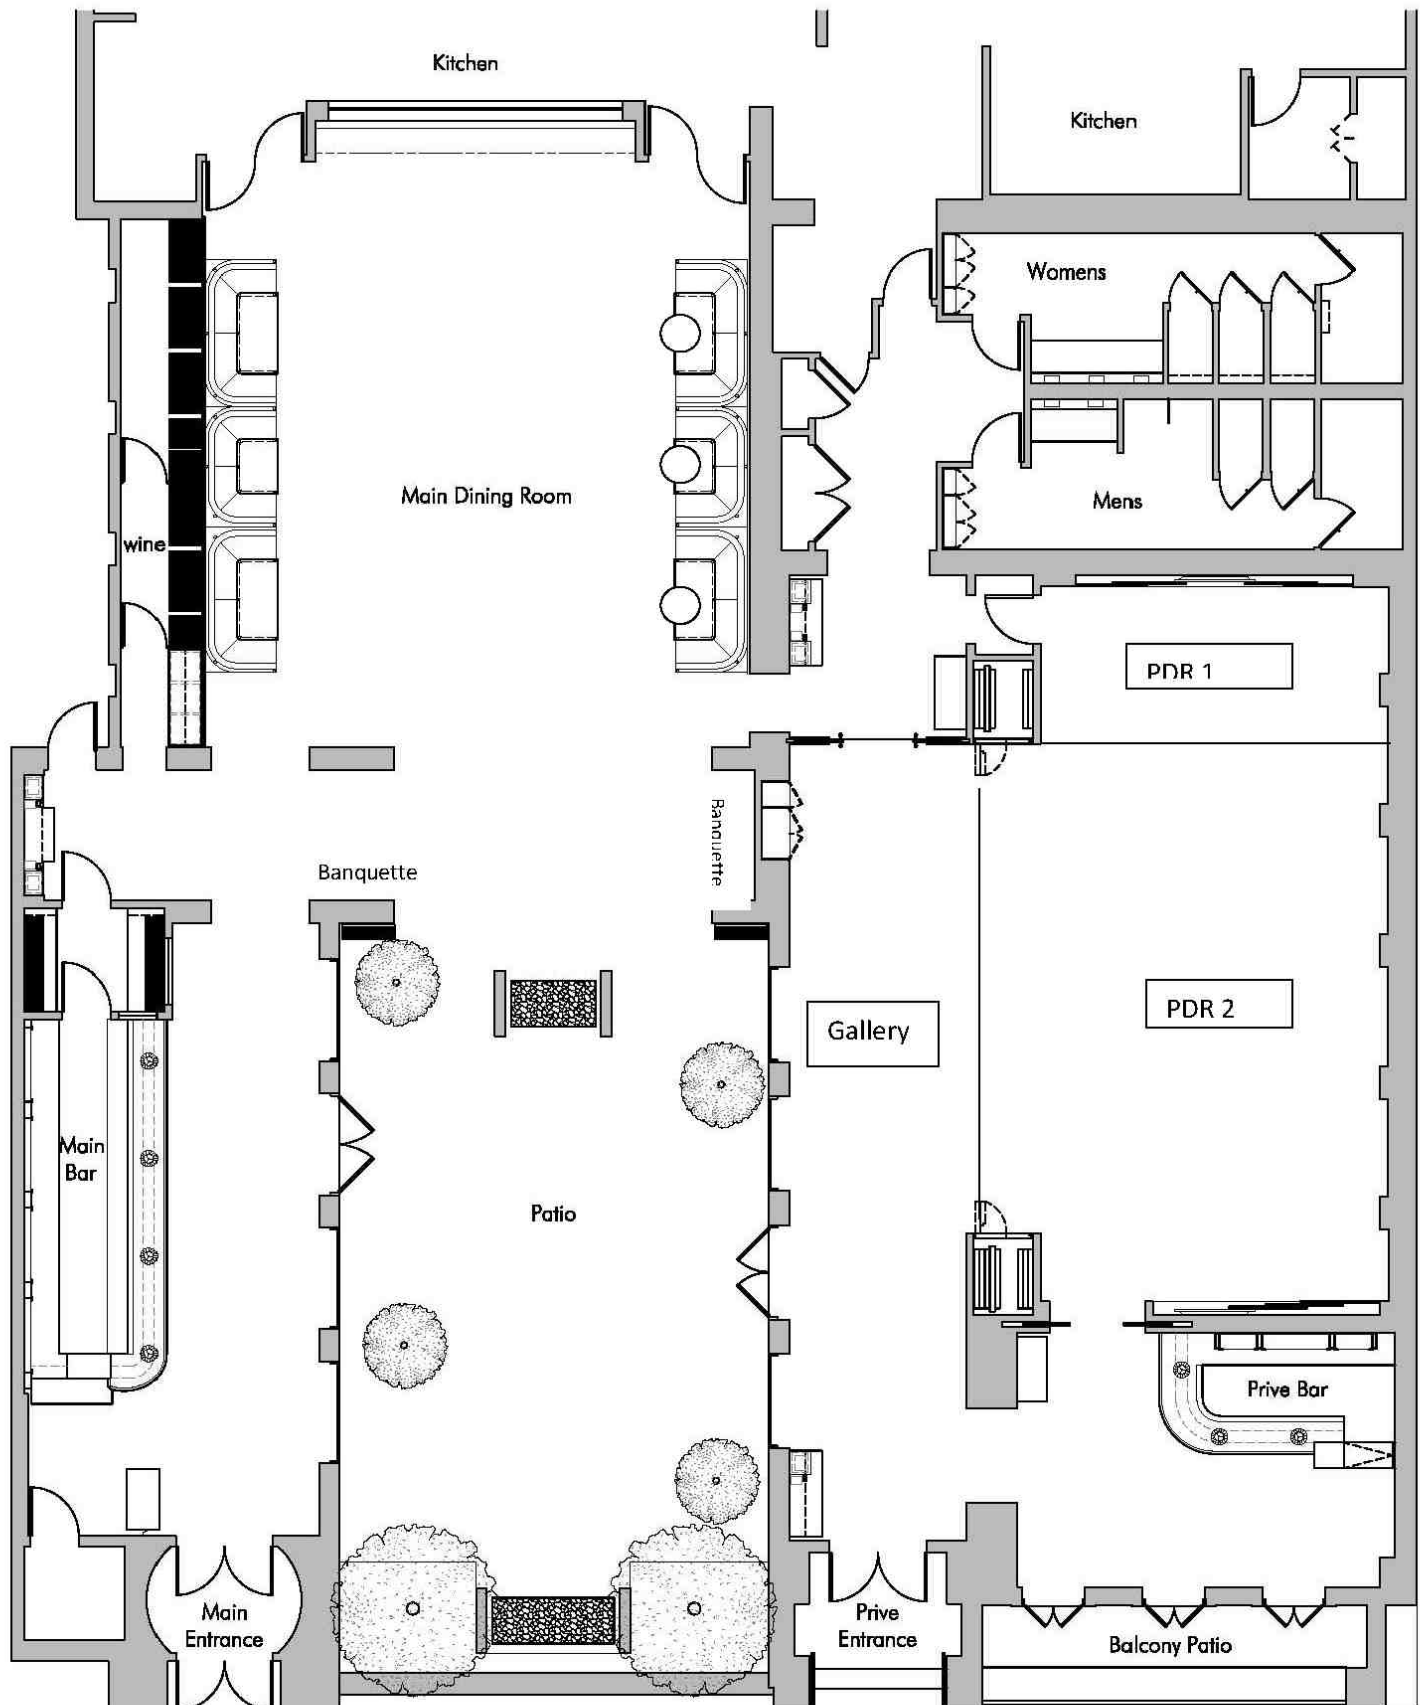 Kitchen
Kitchen
Womens
Main Dining Room
Mens
wine
PDR 1
Banquette
Banquette
PDR 2
Gallery
Main
Bar
Patio
Prive Bar
Main
Entrance
Prive
Entrance
Balcony Patio